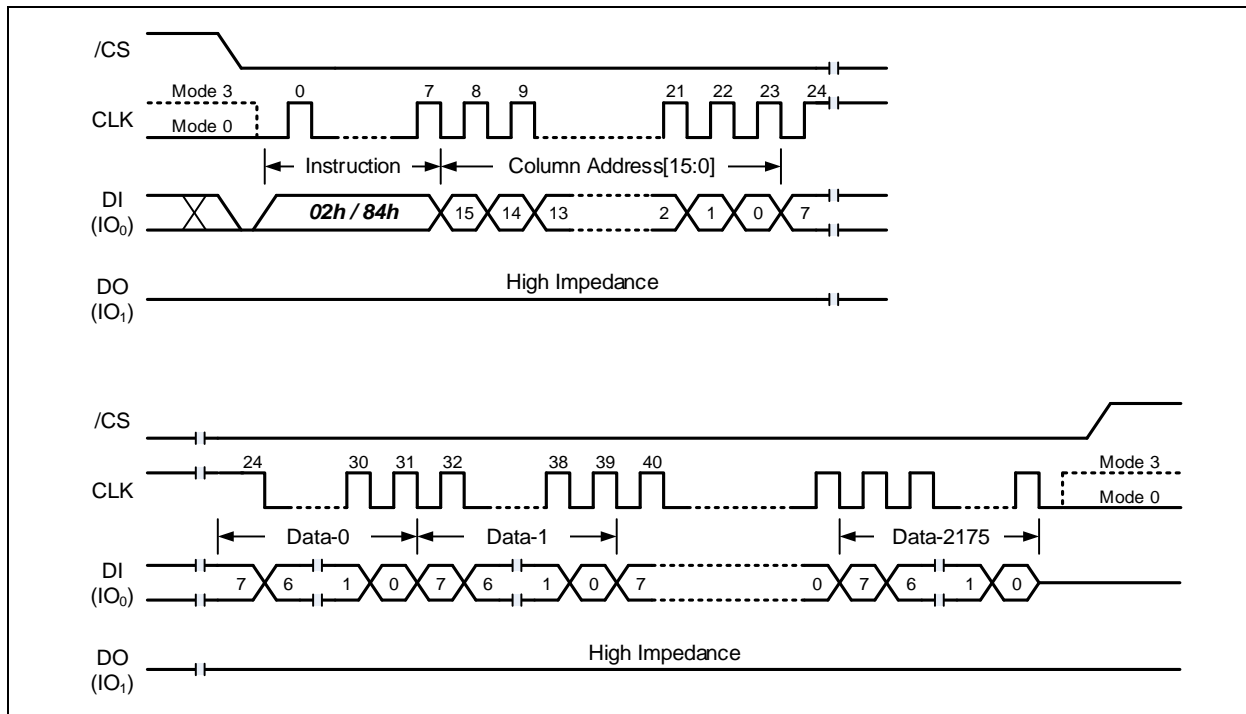 /CS
Mode 3 0 7 8 9 21 22 23 24
CLK
Mode 0
Instruction Column Address[15:0]
DI
(IO₀)
02h / 84h 15 14 13 2 1 0 7
High Impedance
DO
(IO₁)
/CS
24 30 31 32 38 39 40 Mode 3
CLK
Mode 0
Data-0 Data-1 Data-2175
DI
(IO₀)
7 6 1 0 7 6 1 0 7 0 7 6 1 0
High Impedance
DO
(IO₁)